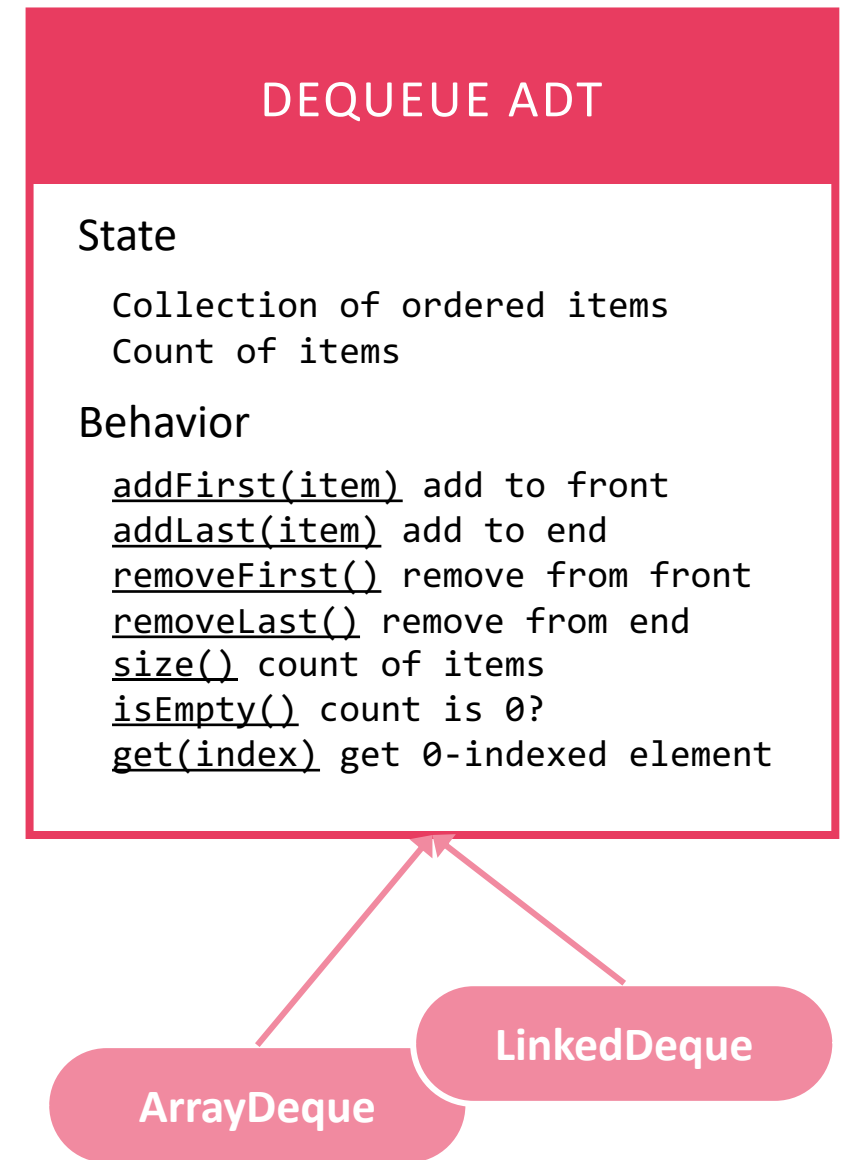 DEQUEUE ADT
State
Collection of ordered items
Count of items
Behavior
addFirst(item) add to front
addLast(item) add to end
removeFirst() remove from front
removeLast() remove from end
size() count of items
isEmpty() count is 0?
get(index) get 0-indexed element
LinkedDeque
ArrayDeque